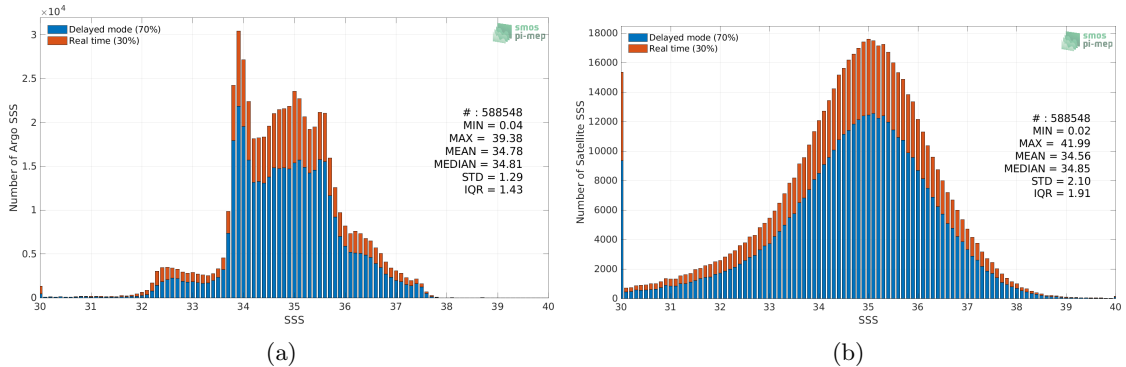 ×10⁴
Delayed mode (70%)
Real time (30%)
smos
pi-mep
# : 588548
MIN = 0.04
MAX = 39.38
MEAN = 34.78
MEDIAN = 34.81
STD = 1.29
IQR = 1.43
Number of Argo SSS
3
2.5
2
1.5
1
0.5
0
30 31 32 33 34 35 36 37 38 39 40
SSS
(a)
Delayed mode (70%)
Real time (30%)
smos
pi-mep
# : 588548
MIN = 0.02
MAX = 41.99
MEAN = 34.56
MEDIAN = 34.85
STD = 2.10
IQR = 1.91
Number of Satellite SSS
18000
16000
14000
12000
10000
8000
6000
4000
2000
0
30 31 32 33 34 35 36 37 38 39 40
SSS
(b)